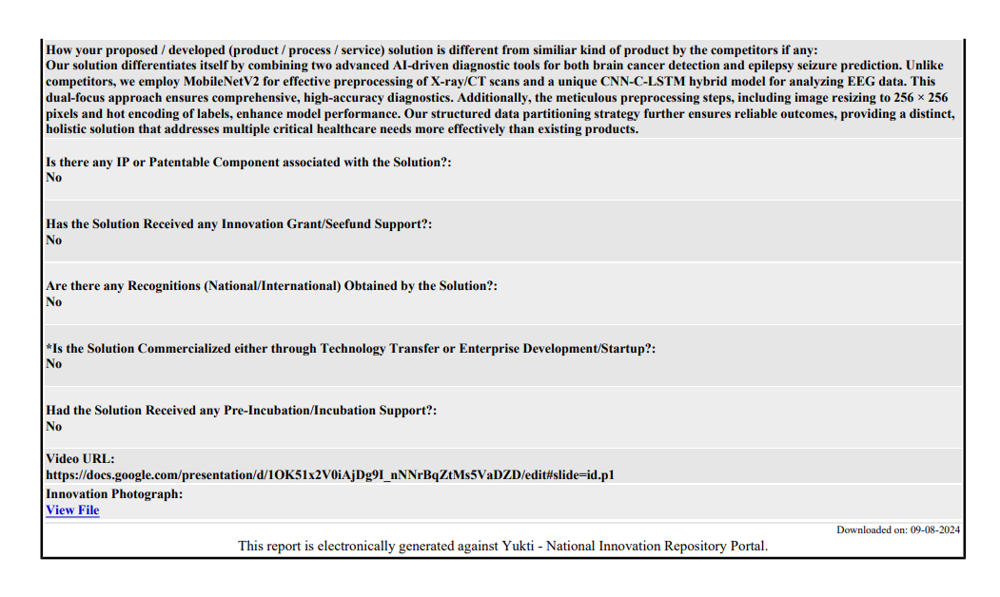 How your proposed / developed (product / process / service) solution is different from similiar kind of product by the competitors if any:
Our solution differentiates itself by combining two advanced AI-driven diagnostic tools for both brain cancer detection and epilepsy seizure prediction. Unlike
competitors, we employ MobileNetV2 for effective preprocessing of X-ray/CT scans and a unique CNN-C-LSTM hybrid model for analyzing EEG data. This
dual-focus approach ensures comprehensive, high-accuracy diagnostics. Additionally, the meticulous preprocessing steps, including image resizing to 256 × 256
pixels and hot encoding of labels, enhance model performance. Our structured data partitioning strategy further ensures reliable outcomes, providing a distinct,
holistic solution that addresses multiple critical healthcare needs more effectively than existing products.
Is there any IP or Patentable Component associated with the Solution?:
No
Has the Solution Received any Innovation Grant/Seefund Support?:
No
Are there any Recognitions (National/International) Obtained by the Solution?:
No
*Is the Solution Commercialized either through Technology Transfer or Enterprise Development/Startup?:
No
Had the Solution Received any Pre-Incubation/Incubation Support?:
No
Video URL:
https://docs.google.com/presentation/d/1OK51x2V0iAjDg9I_nNNrBqZtMs5VaDZD/edit#slide=id.p1
Innovation Photograph:
View File
Downloaded on: 09-08-2024
This report is electronically generated against Yukti - National Innovation Repository Portal.